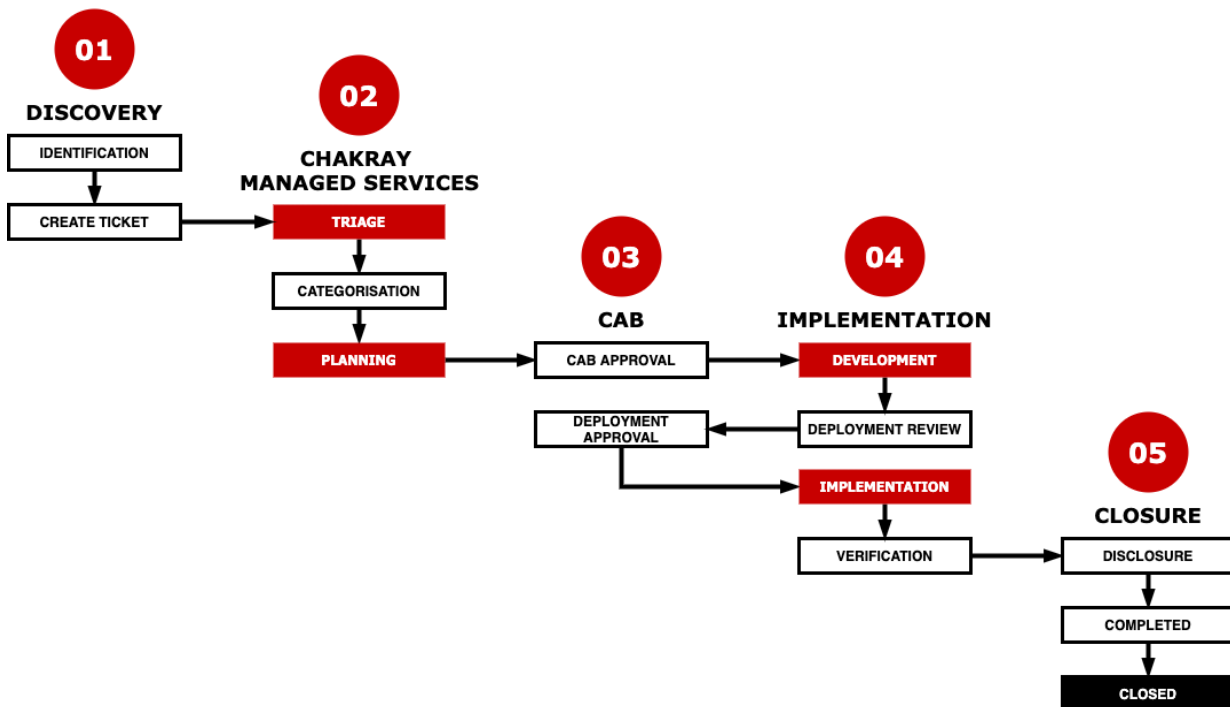 01
DISCOVERY
IDENTIFICATION
CREATE TICKET
02
CHAKRAY
MANAGED SERVICES
TRIAGE
CATEGORISATION
PLANNING
03
CAB
CAB APPROVAL
DEPLOYMENT
APPROVAL
04
IMPLEMENTATION
DEVELOPMENT
DEPLOYMENT REVIEW
IMPLEMENTATION
VERIFICATION
05
CLOSURE
DISCLOSURE
COMPLETED
CLOSED